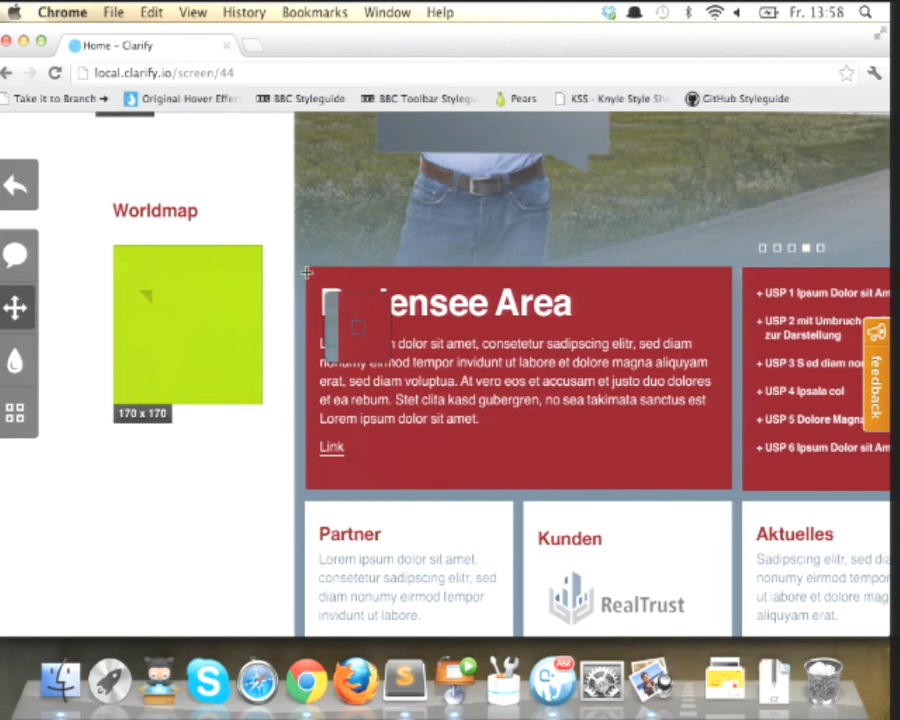 Chrome File Edit View History Bookmarks Window Help Fr. 13:58
Home – Clarify
local.clarify.io/screen/44
Take it to Branch → Original Hover Effec BBC Styleguide BBC Toolbar Stylegu Pears KSS - Knyle Style Sh GitHub Styleguide
Worldmap
170 x 170
ensee Area
dolor sit amet, consetetur sadipscing elitr, sed diam
tempor invidunt ut labore et dolore magna aliquyam
erat, sed diam voluptua. At vero eos et accusam et justo duo dolores
et ea rebum. Stet clita kasd gubergren, no sea takimata sanctus est
Lorem ipsum dolor sit amet.
Link
+ USP 1 Ipsum Dolor sit Am
+ USP 2 mit Umbruch
zur Darstellung
+ USP 3 S ed diam no
+ USP 4 Ipsala col
+ USP 5 Dolore Magna
+ USP 6 Ipsum Dolor sit Am
feedback
Partner
Lorem ipsum dolor sit amet,
consetetur sadipscing elitr, sed
diam nonumy eirmod tempor
invidunt ut labore.
Kunden
RealTrust
Aktuelles
Sadipscing elitr, sed dia
nonumy eirmod tempor
ut labore et dolore magn
aliquyam erat.
AM